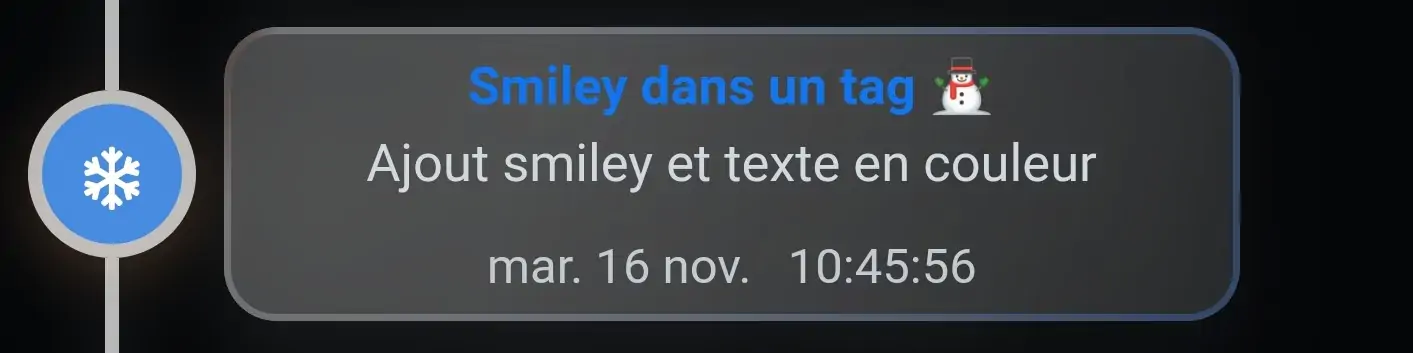 Smiley dans un tag ☃️
Ajout smiley et texte en couleur
mar. 16 nov. 10:45:56